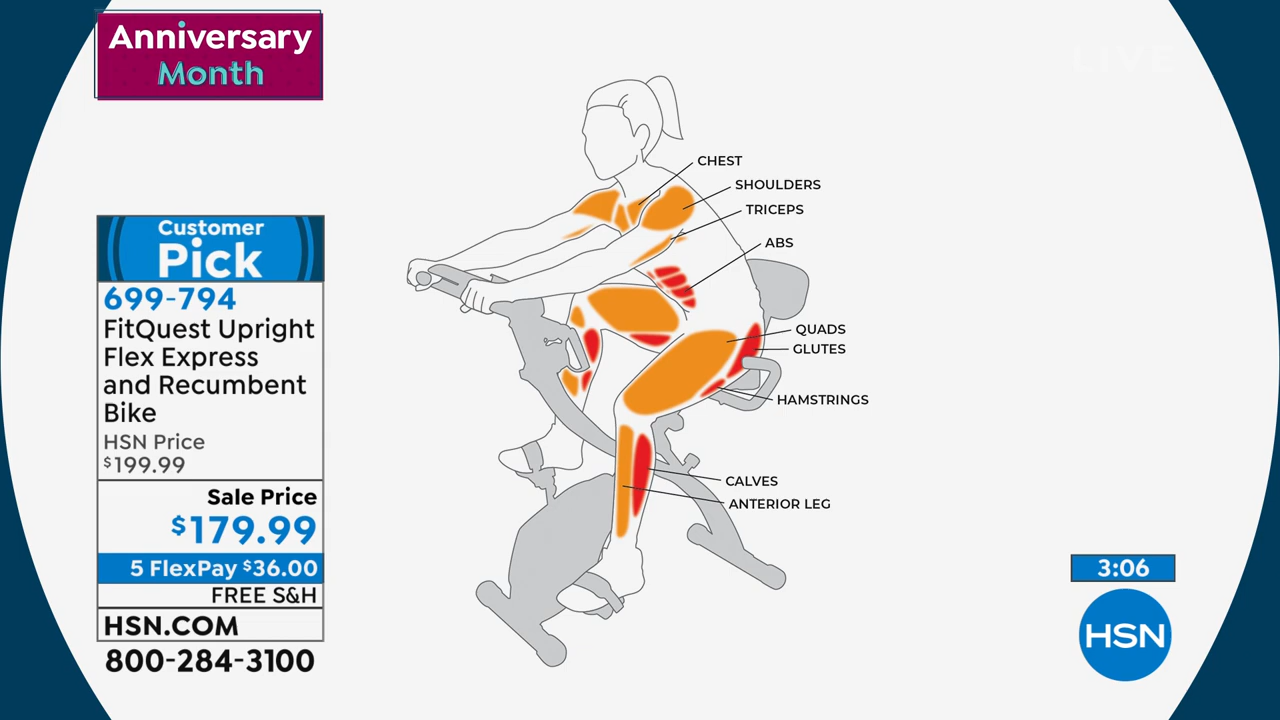 Anniversary
Month
LIVE
Customer
Pick
699-794
FitQuest Upright
Flex Express
and Recumbent
Bike
HSN Price
$199.99
Sale Price
$179.99
5 FlexPay $36.00
FREE S&H
HSN.COM
800-284-3100
CHEST
SHOULDERS
TRICEPS
ABS
QUADS
GLUTES
HAMSTRINGS
CALVES
ANTERIOR LEG
3:06
HSN